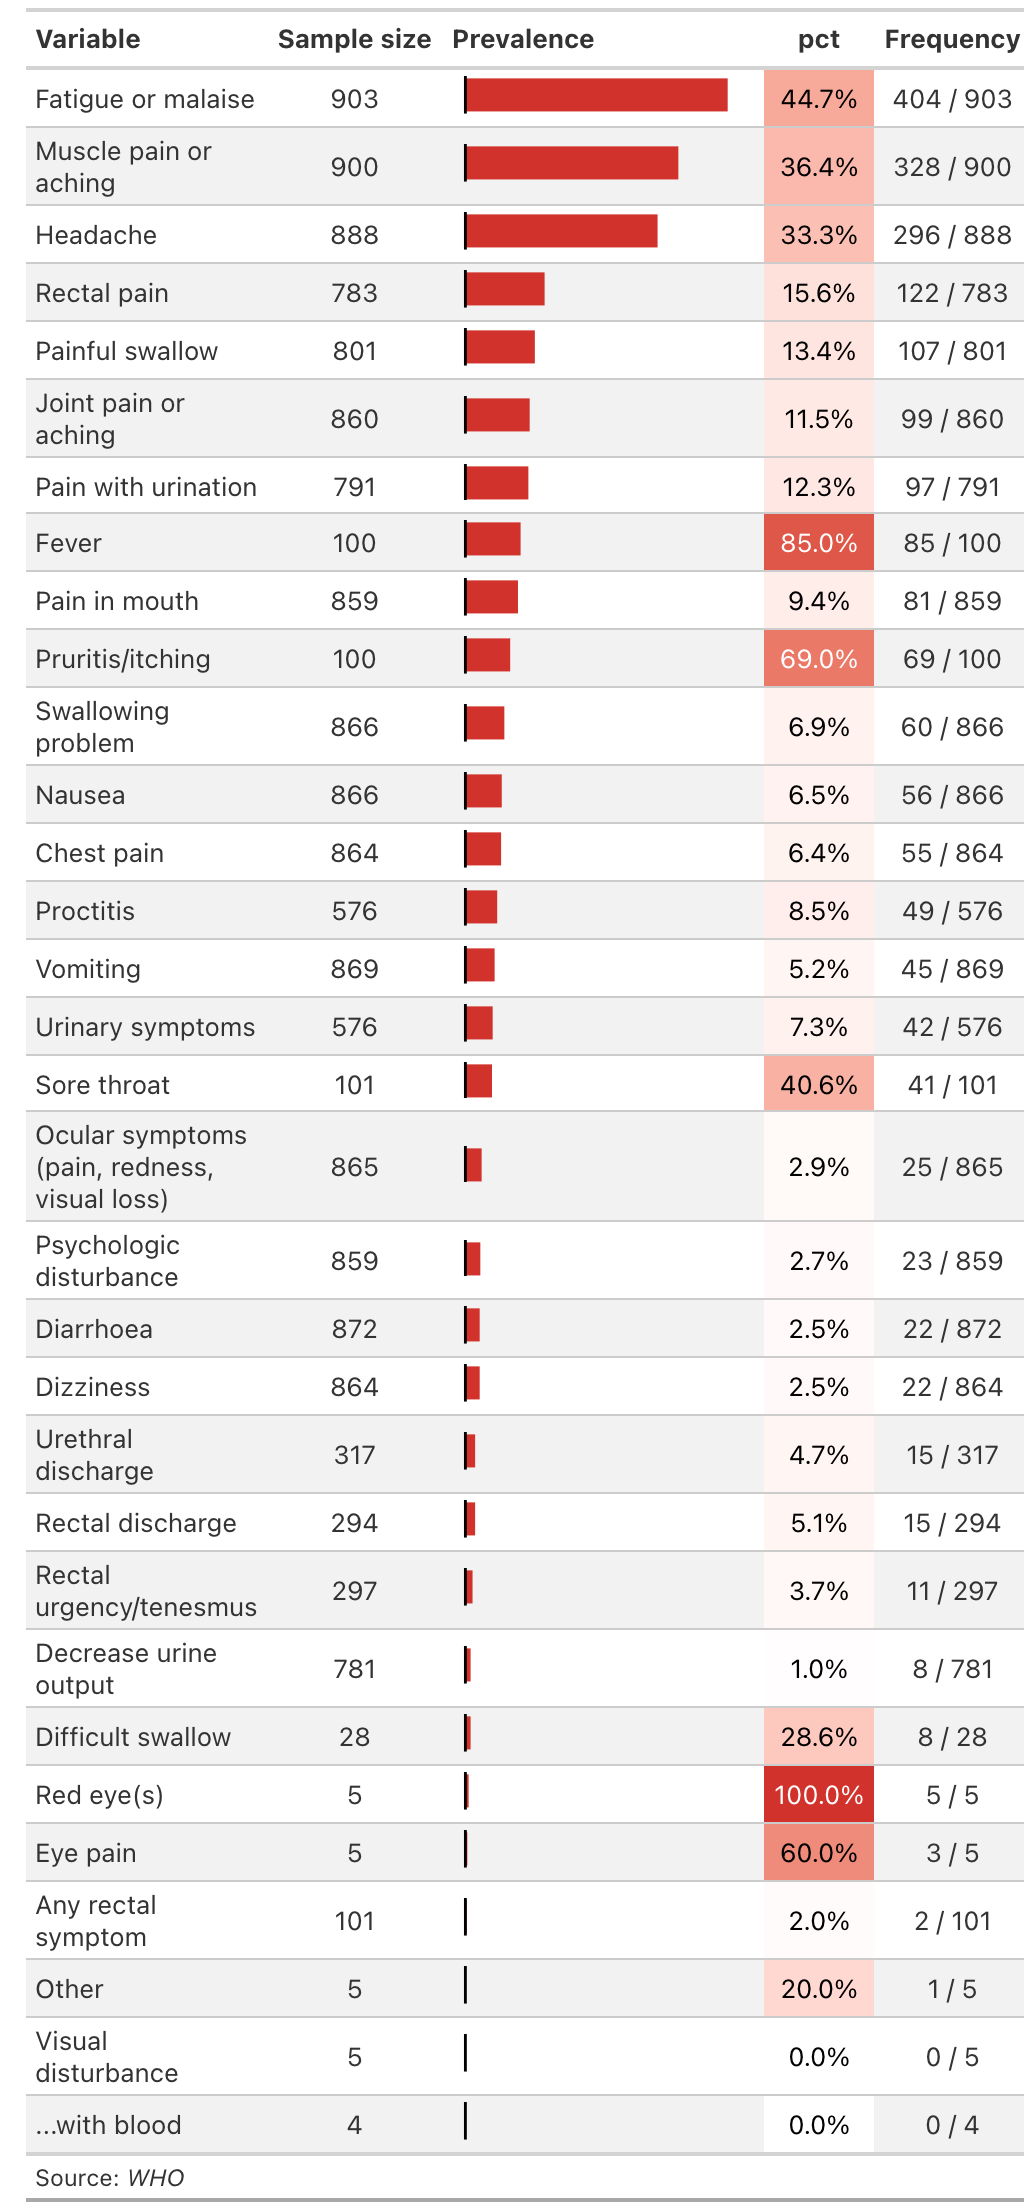 Variable Sample size Prevalence pct Frequency
Fatigue or malaise 903 44.7% 404 / 903
Muscle pain or
aching 900 36.4% 328 / 900
Headache 888 33.3% 296 / 888
Rectal pain 783 15.6% 122 / 783
Painful swallow 801 13.4% 107 / 801
Joint pain or
aching 860 11.5% 99 / 860
Pain with urination 791 12.3% 97 / 791
Fever 100 85.0% 85 / 100
Pain in mouth 859 9.4% 81 / 859
Pruritis/itching 100 69.0% 69 / 100
Swallowing
problem 866 6.9% 60 / 866
Nausea 866 6.5% 56 / 866
Chest pain 864 6.4% 55 / 864
Proctitis 576 8.5% 49 / 576
Vomiting 869 5.2% 45 / 869
Urinary symptoms 576 7.3% 42 / 576
Sore throat 101 40.6% 41 / 101
Ocular symptoms
(pain, redness, 865 2.9% 25 / 865
visual loss)
Psychologic
disturbance 859 2.7% 23 / 859
Diarrhoea 872 2.5% 22 / 872
Dizziness 864 2.5% 22 / 864
Urethral
discharge 317 4.7% 15 / 317
Rectal discharge 294 5.1% 15 / 294
Rectal
urgency/tenesmus 297 3.7% 11 / 297
Decrease urine
output 781 1.0% 8 / 781
Difficult swallow 28 28.6% 8 / 28
Red eye(s) 5 100.0% 5 / 5
Eye pain 5 60.0% 3 / 5
Any rectal
symptom 101 2.0% 2 / 101
Other 5 20.0% 1 / 5
Visual
disturbance 5 0.0% 0 / 5
...with blood 4 0.0% 0 / 4
Source: WHO